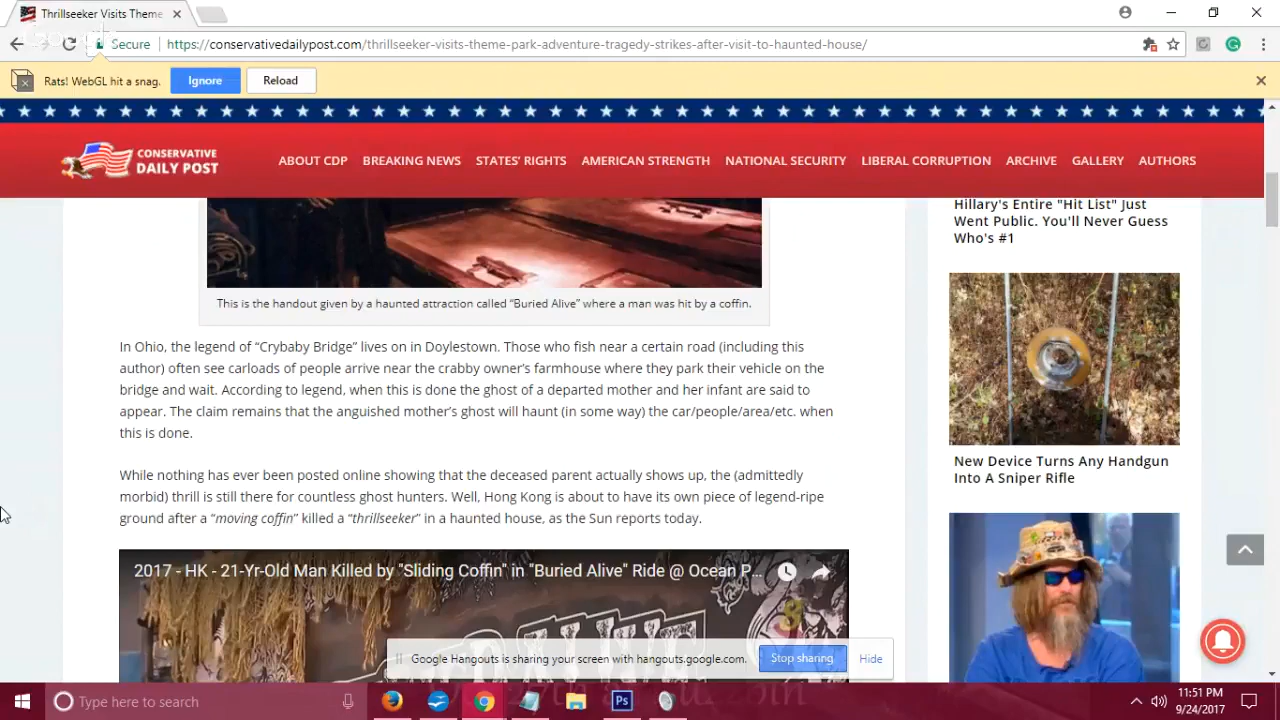 Thrillseeker Visits Theme
Secure
https://conservativedailypost.com/thrillseeker-visits-theme-park-adventure-tragedy-strikes-after-visit-to-haunted-house/
Rats! WebGL hit a snag.
Ignore
Reload
CONSERVATIVE
DAILY POST
ABOUT CDP
BREAKING NEWS
STATES' RIGHTS
AMERICAN STRENGTH
NATIONAL SECURITY
LIBERAL CORRUPTION
ARCHIVE
GALLERY
AUTHORS
This is the handout given by a haunted attraction called “Buried Alive” where a man was hit by a coffin.
In Ohio, the legend of “Crybaby Bridge” lives on in Doylestown. Those who fish near a certain road (including this
author) often see carloads of people arrive near the crabby owner’s farmhouse where they park their vehicle on the
bridge and wait. According to legend, when this is done the ghost of a departed mother and her infant are said to
appear. The claim remains that the anguished mother’s ghost will haunt (in some way) the car/people/area/etc. when
this is done.
While nothing has ever been posted online showing that the deceased parent actually shows up, the (admittedly
morbid) thrill is still there for countless ghost hunters. Well, Hong Kong is about to have its own piece of legend-ripe
ground after a “moving coffin” killed a “thrillseeker” in a haunted house, as the Sun reports today.
2017 - HK - 21-Yr-Old Man Killed by "Sliding Coffin" in "Buried Alive" Ride @ Ocean P...
Hillary's Entire "Hit List" Just
Went Public. You'll Never Guess
Who's #1
New Device Turns Any Handgun
Into A Sniper Rifle
Google Hangouts is sharing your screen with hangouts.google.com.
Stop sharing
Hide
Type here to search
Ps
11:51 PM
9/24/2017